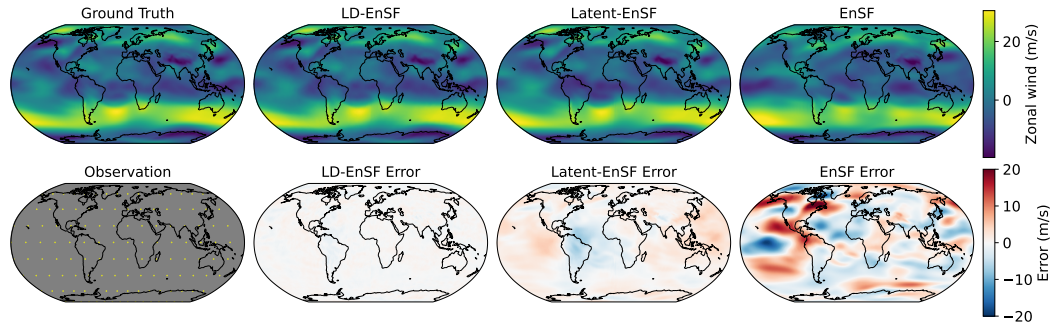 Ground Truth
LD-EnSF
Latent-EnSF
EnSF
20
0
Zonal wind (m/s)
Observation
LD-EnSF Error
Latent-EnSF Error
EnSF Error
20
10
0
−10
−20
Error (m/s)